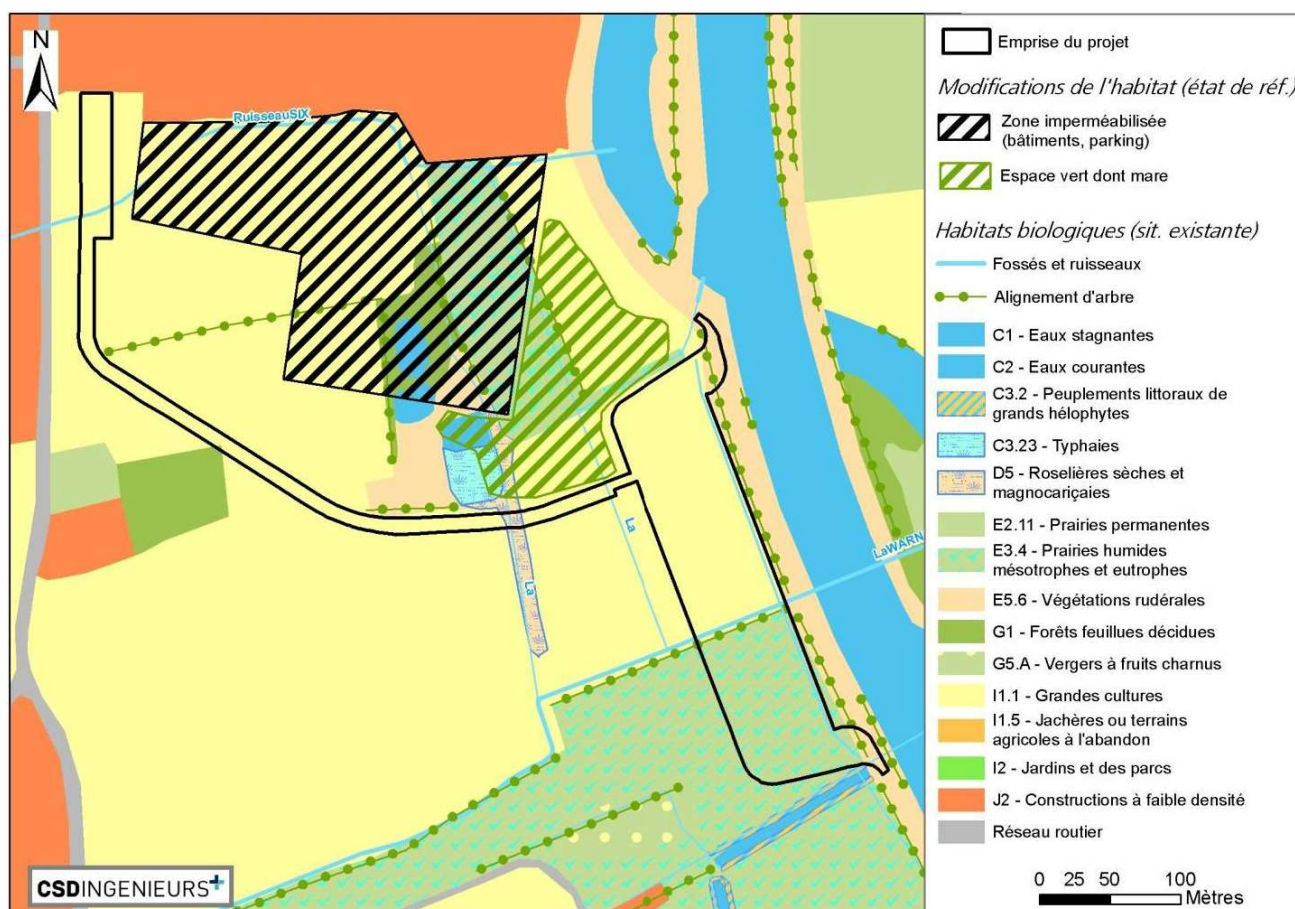 N
RuisseauSIX
La
La
LaWARN
CSDINGENIEURS+
Emprise du projet
Modifications de l'habitat (état de réf.)
Zone imperméabilisée
(bâtiments, parking)
Espace vert dont mare
Habitats biologiques (sit. existante)
Fossés et ruisseaux
Alignement d'arbre
C1 - Eaux stagnantes
C2 - Eaux courantes
C3.2 - Peuplements littoraux de
grands hélophytes
C3.23 - Typhaies
D5 - Roselières sèches et
magnocariçaies
E2.11 - Prairies permanentes
E3.4 - Prairies humides
mésotrophes et eutrophes
E5.6 - Végétations rudérales
G1 - Forêts feuillues décidues
G5.A - Vergers à fruits charnus
I1.1 - Grandes cultures
I1.5 - Jachères ou terrains
agricoles à l'abandon
I2 - Jardins et des parcs
J2 - Constructions à faible densité
Réseau routier
0 25 50 100
Mètres